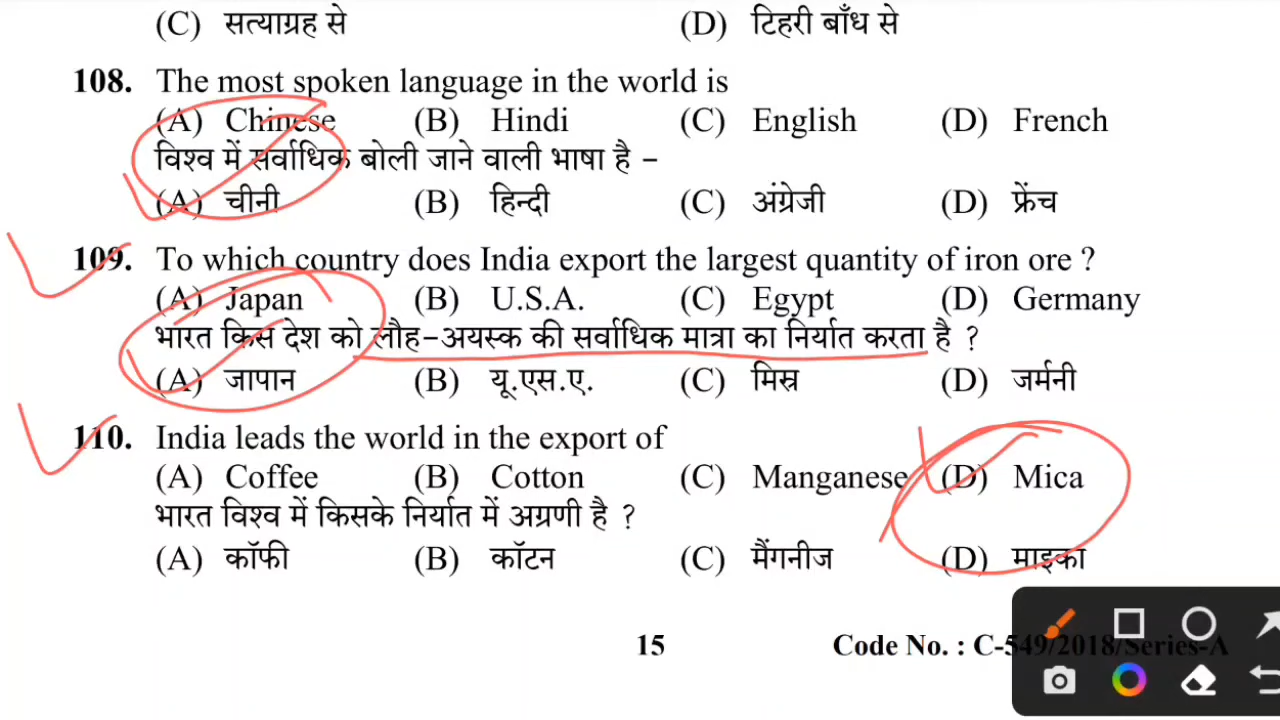 (C) सत्याग्रह से (D) टिहरी बाँध से
108. The most spoken language in the world is
(A) Chinese (B) Hindi (C) English (D) French
विश्व में सर्वाधिक बोली जाने वाली भाषा है –
(A) चीनी (B) हिन्दी (C) अंग्रेजी (D) फ्रेंच
109. To which country does India export the largest quantity of iron ore ?
(A) Japan (B) U.S.A. (C) Egypt (D) Germany
भारत किस देश को लौह–अयस्क की सर्वाधिक मात्रा का निर्यात करता है ?
(A) जापान (B) यू.एस.ए. (C) मिस्र (D) जर्मनी
110. India leads the world in the export of
(A) Coffee (B) Cotton (C) Manganese (D) Mica
भारत विश्व में किसके निर्यात में अग्रणी है ?
(A) कॉफी (B) कॉटन (C) मैंगनीज (D) माइका
15 Code No. : C-549/2018/Series-A